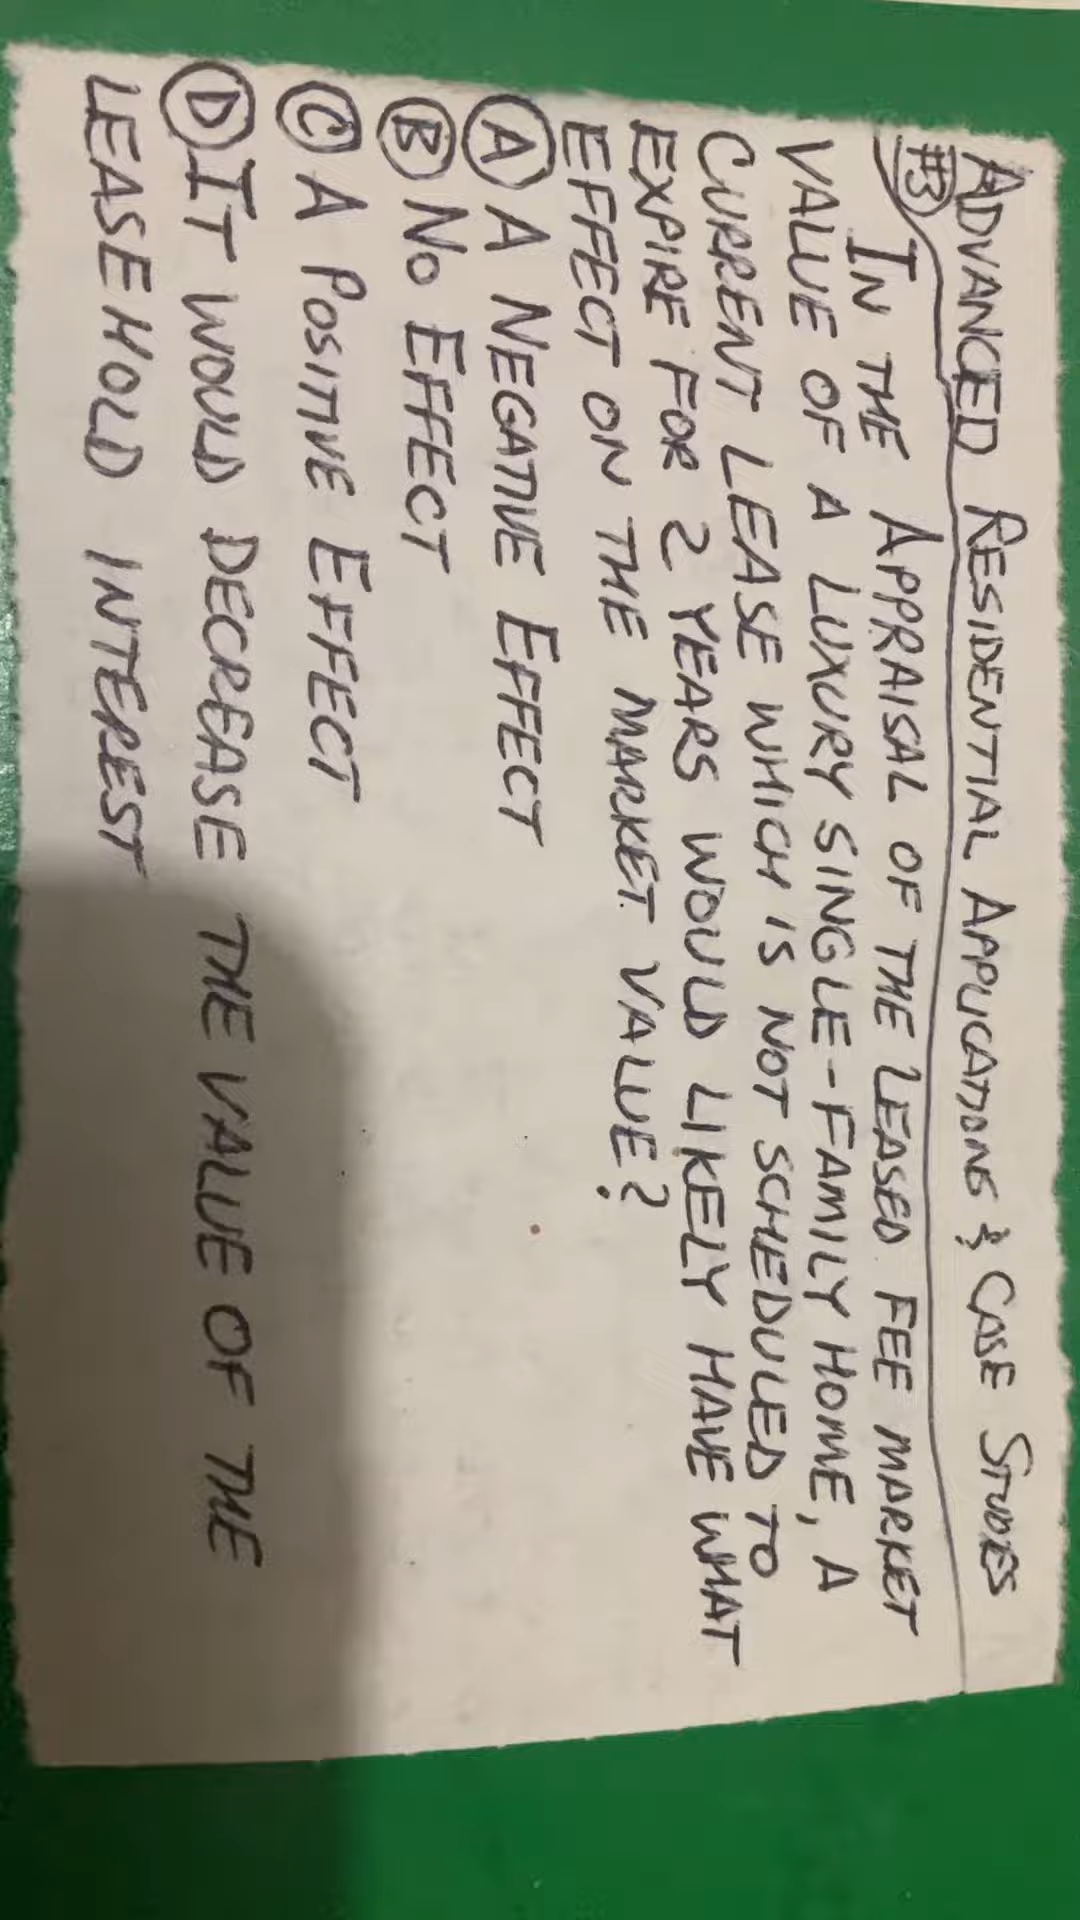 ADVANCED RESIDENTIAL APPLICATIONS & CASE STUDIES
#3
IN THE APPRAISAL OF THE LEASED FEE MARKET
VALUE OF A LUXURY SINGLE-FAMILY HOME, A
CURRENT LEASE WHICH IS NOT SCHEDULED TO
EXPIRE FOR 2 YEARS WOULD LIKELY HAVE WHAT
EFFECT ON THE MARKET VALUE?
A A NEGATIVE EFFECT
B NO EFFECT
C A POSITIVE EFFECT
D IT WOULD DECREASE THE VALUE OF THE
LEASEHOLD INTEREST